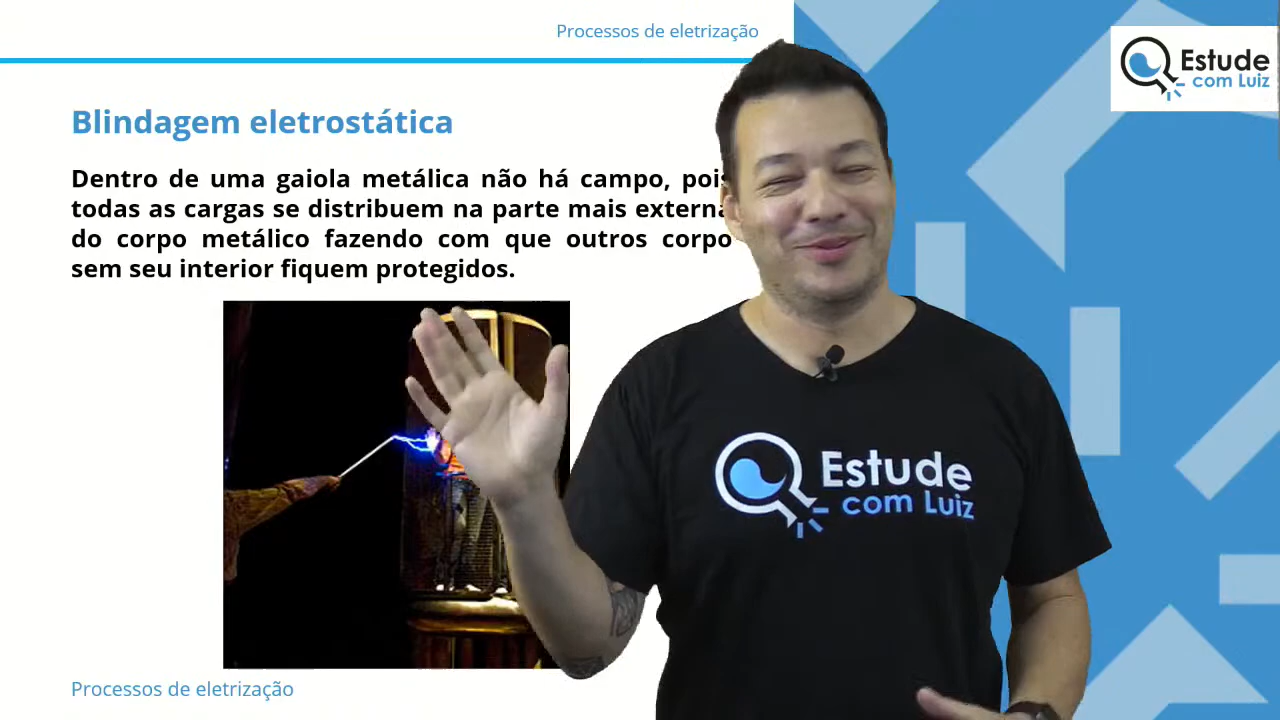 Processos de eletrização
Estude
com Luiz
Blindagem eletrostática
Dentro de uma gaiola metálica não há campo, pois
todas as cargas se distribuem na parte mais externa
do corpo metálico fazendo com que outros corpo
sem seu interior fiquem protegidos.
Estude
com Luiz
Processos de eletrização